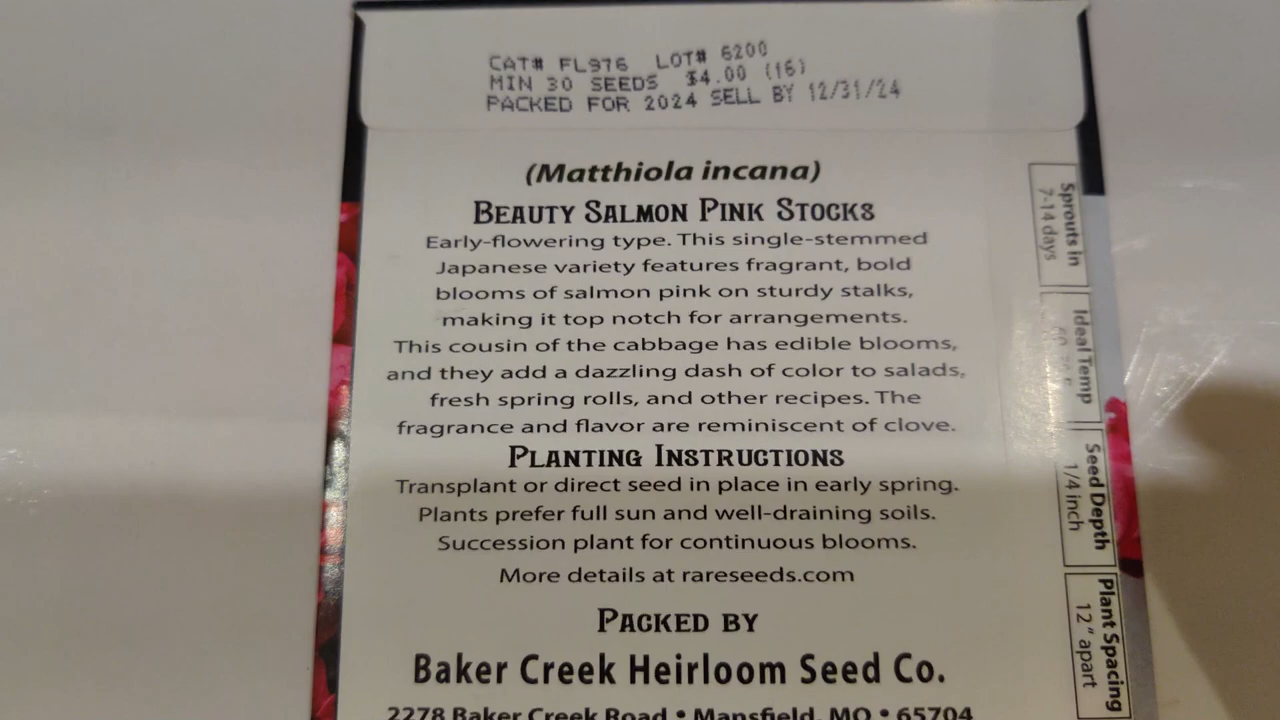 CAT# FL976 LOT# 6200
MIN 30 SEEDS $4.00 (16)
PACKED FOR 2024 SELL BY 12/31/24
(Matthiola incana)
Beauty Salmon Pink Stocks
Early-flowering type. This single-stemmed
Japanese variety features fragrant, bold
blooms of salmon pink on sturdy stalks,
making it top notch for arrangements.
This cousin of the cabbage has edible blooms,
and they add a dazzling dash of color to salads,
fresh spring rolls, and other recipes. The
fragrance and flavor are reminiscent of clove.
Planting Instructions
Transplant or direct seed in place in early spring.
Plants prefer full sun and well-draining soils.
Succession plant for continuous blooms.
More details at rareseeds.com
Packed by
Baker Creek Heirloom Seed Co.
2278 Baker Creek Road • Mansfield, MO • 65704
Sprouts in
7-14 days
Ideal Temp
Seed Depth
1/4 inch
Plant Spacing
12" apart